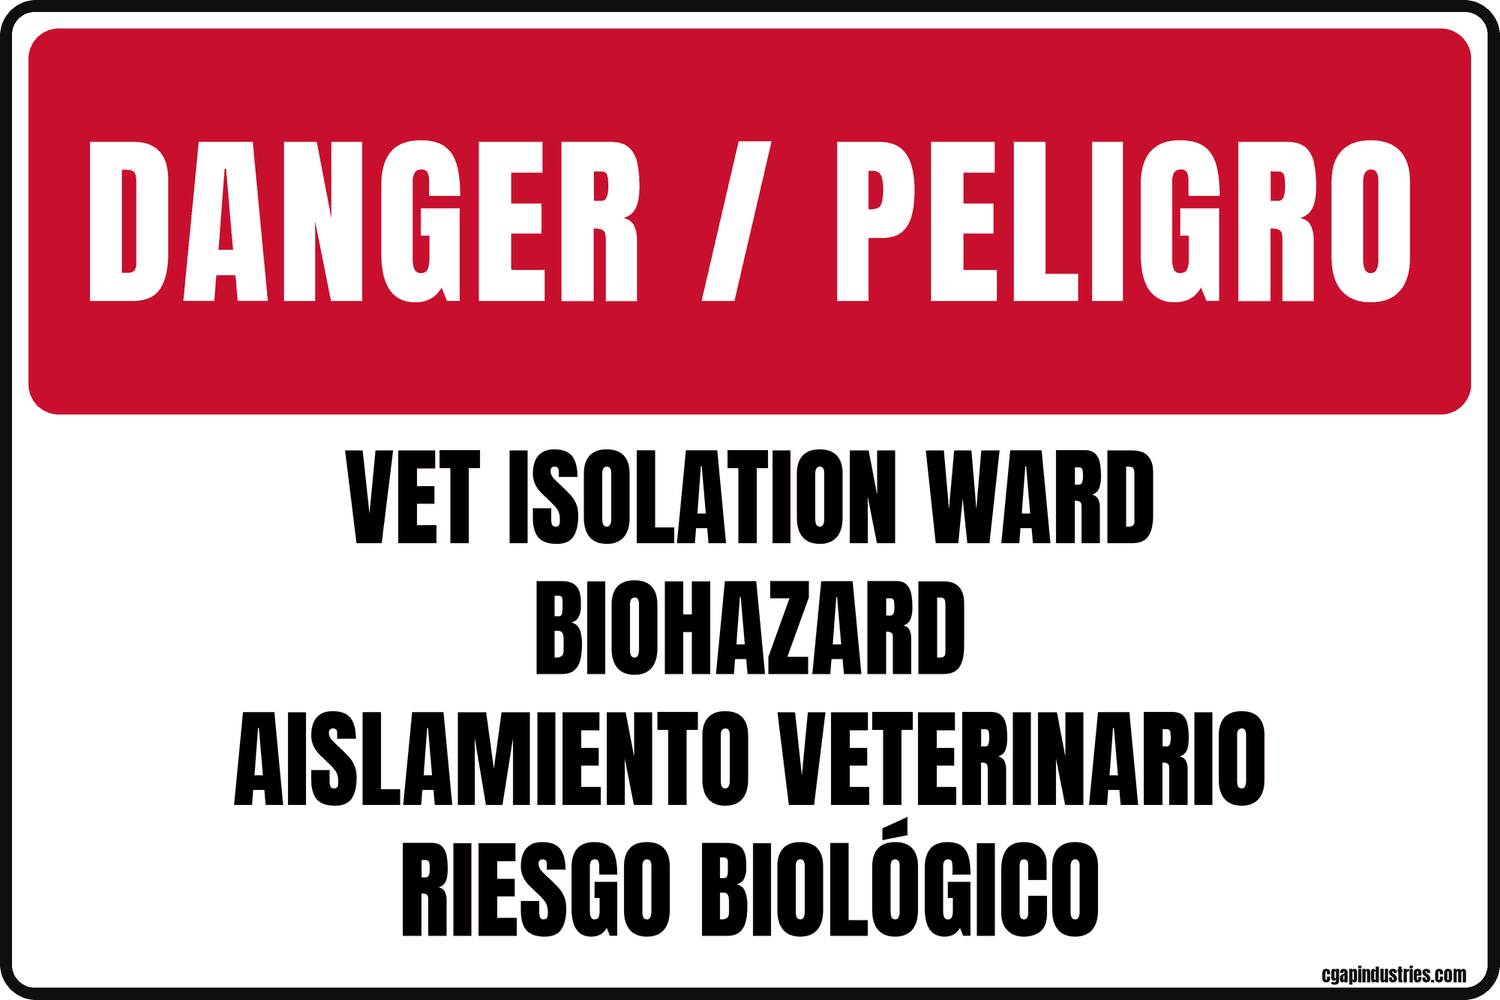 DANGER / PELIGRO
VET ISOLATION WARD
BIOHAZARD
AISLAMIENTO VETERINARIO
RIESGO BIOLÓGICO
cgapindustries.com